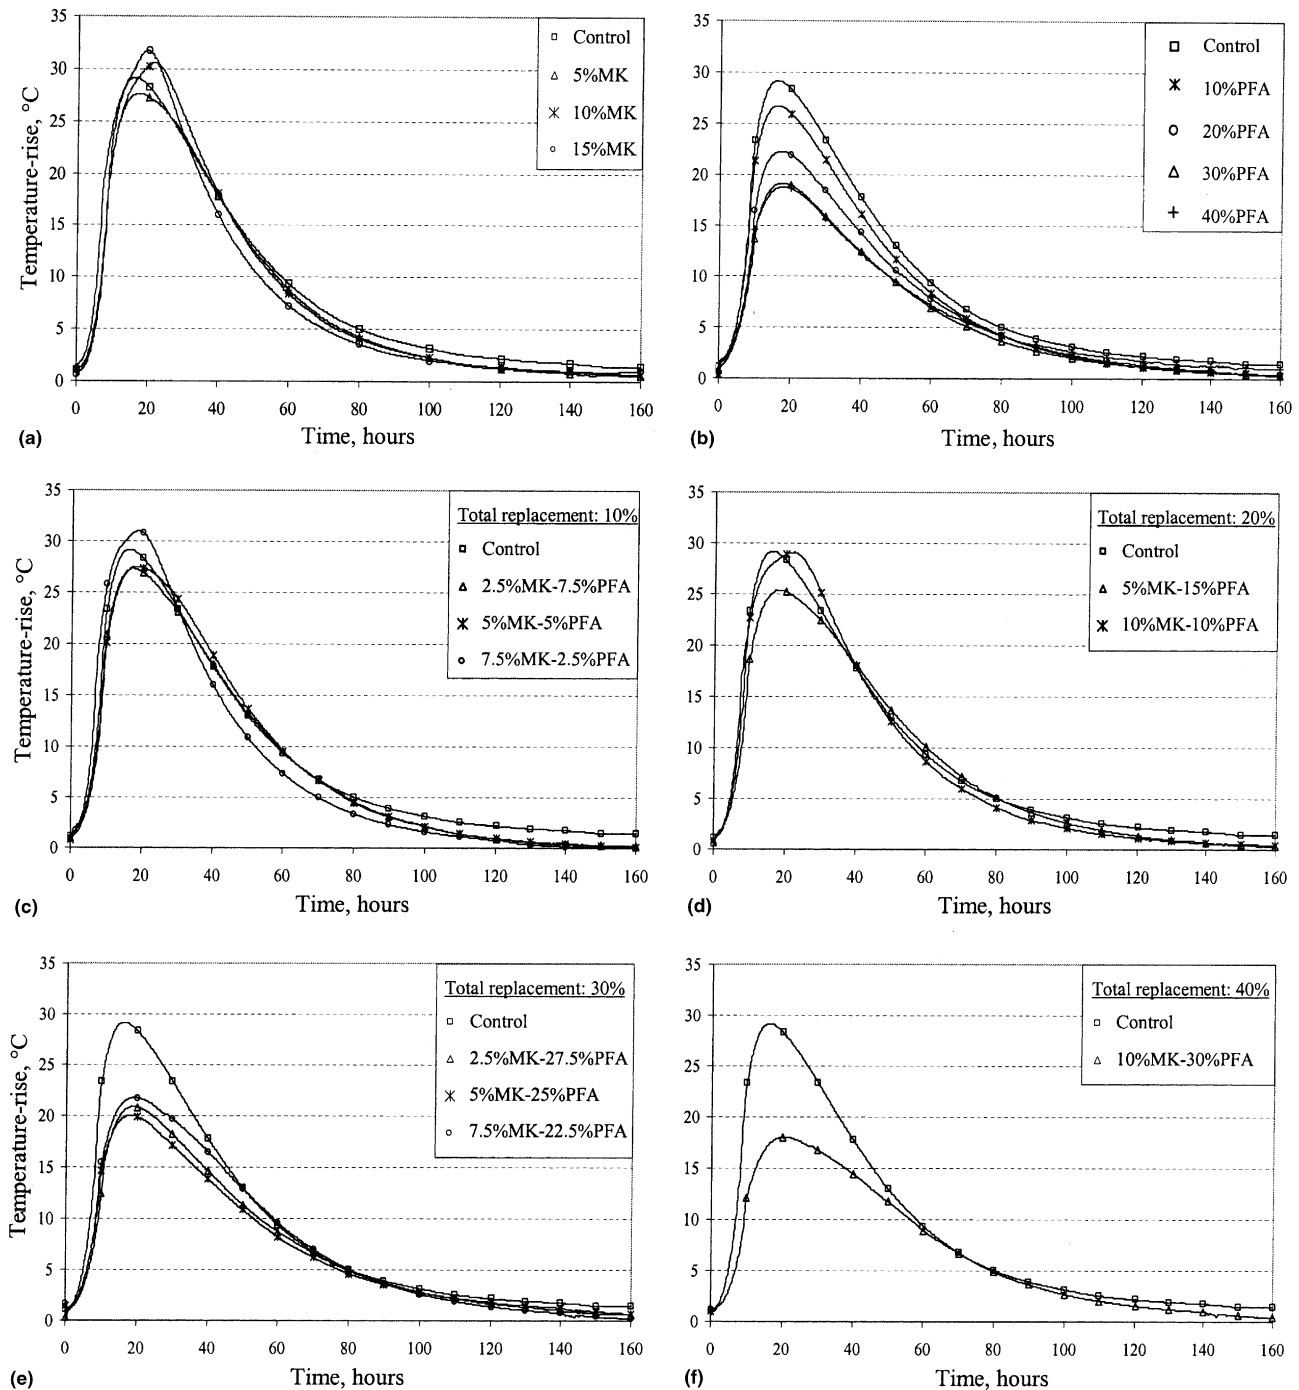 35
30
25
20
15
10
5
0
Temperature-rise, °C
Control
5%MK
10%MK
15%MK
0 20 40 60 80 100 120 140 160
(a)
Time, hours
35
30
25
20
15
10
5
0
Control
10%PFA
20%PFA
30%PFA
40%PFA
0 20 40 60 80 100 120 140 160
(b)
Time, hours
35
30
25
20
15
10
5
0
Temperature-rise, °C
Total replacement: 10%
Control
2.5%MK-7.5%PFA
5%MK-5%PFA
7.5%MK-2.5%PFA
0 20 40 60 80 100 120 140 160
(c)
Time, hours
35
30
25
20
15
10
5
0
Total replacement: 20%
Control
5%MK-15%PFA
10%MK-10%PFA
0 20 40 60 80 100 120 140 160
(d)
Time, hours
35
30
25
20
15
10
5
0
Temperature-rise, °C
Total replacement: 30%
Control
2.5%MK-27.5%PFA
5%MK-25%PFA
7.5%MK-22.5%PFA
0 20 40 60 80 100 120 140 160
(e)
Time, hours
35
30
25
20
15
10
5
0
Total replacement: 40%
Control
10%MK-30%PFA
0 20 40 60 80 100 120 140 160
(f)
Time, hours